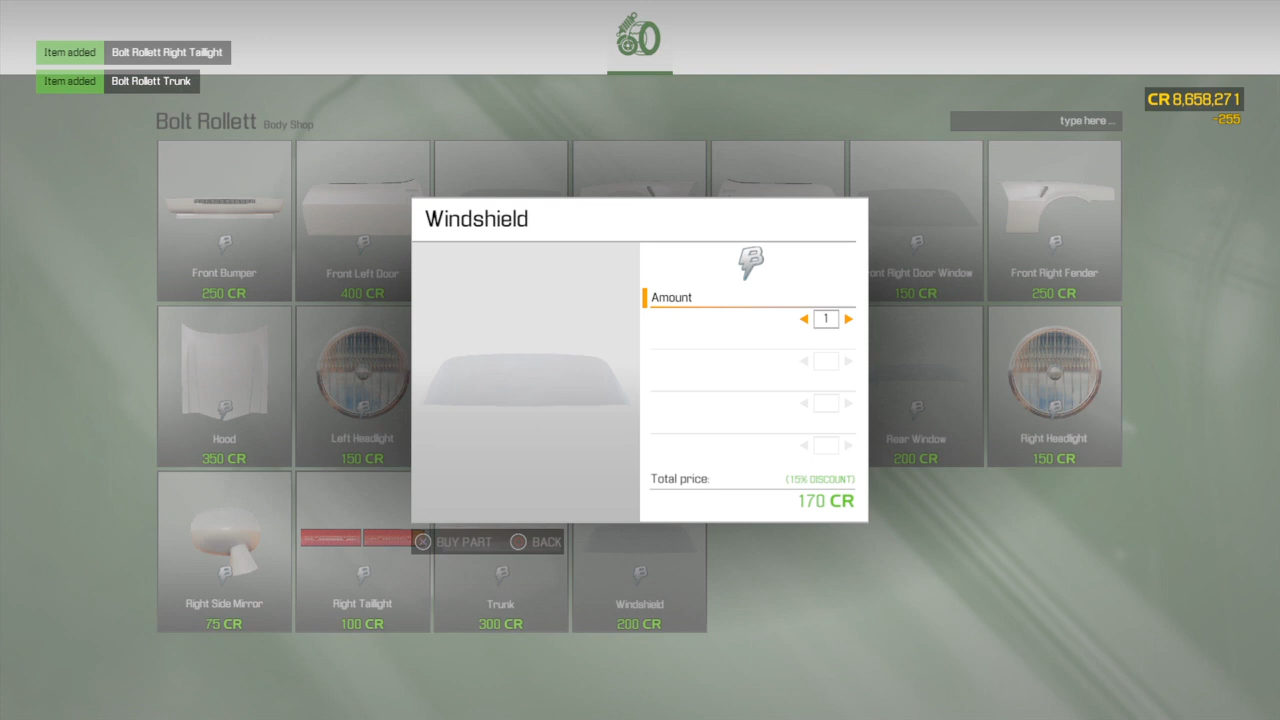 Item added Bolt Rollett Right Taillight
Item added Bolt Rollett Trunk
CR 8,658,271
-255
Bolt Rollett Body Shop
type here ...
Windshield
Front Bumper
250 CR
Front Left Door
400 CR
ont Right Door Window
150 CR
Front Right Fender
250 CR
Amount
1
Hood
350 CR
Left Headlight
150 CR
Rear Window
200 CR
Right Headlight
150 CR
Total price:
(15% DISCOUNT)
170 CR
BUY PART BACK
Right Side Mirror
75 CR
Right Taillight
100 CR
Trunk
300 CR
Windshield
200 CR